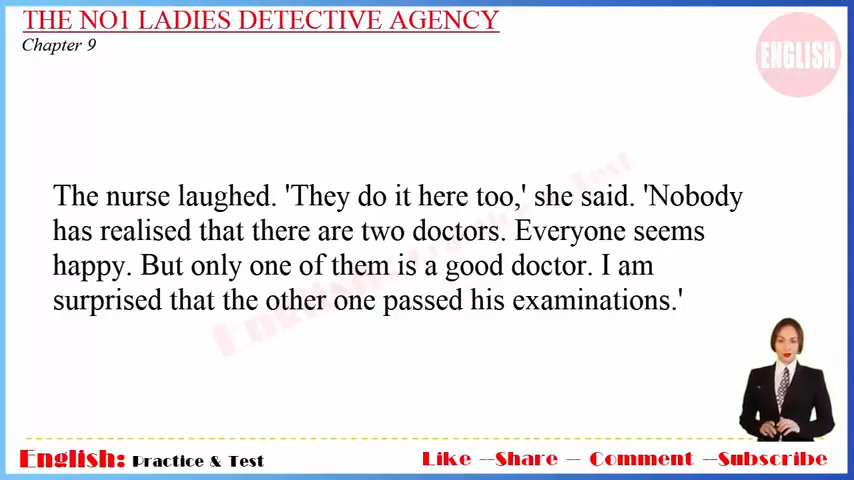 THE NO1 LADIES DETECTIVE AGENCY
Chapter 9
ENGLISH
The nurse laughed. 'They do it here too,' she said. 'Nobody
has realised that there are two doctors. Everyone seems
happy. But only one of them is a good doctor. I am
surprised that the other one passed his examinations.'
English: Practice & Test
Like --Share -- Comment --Subscribe